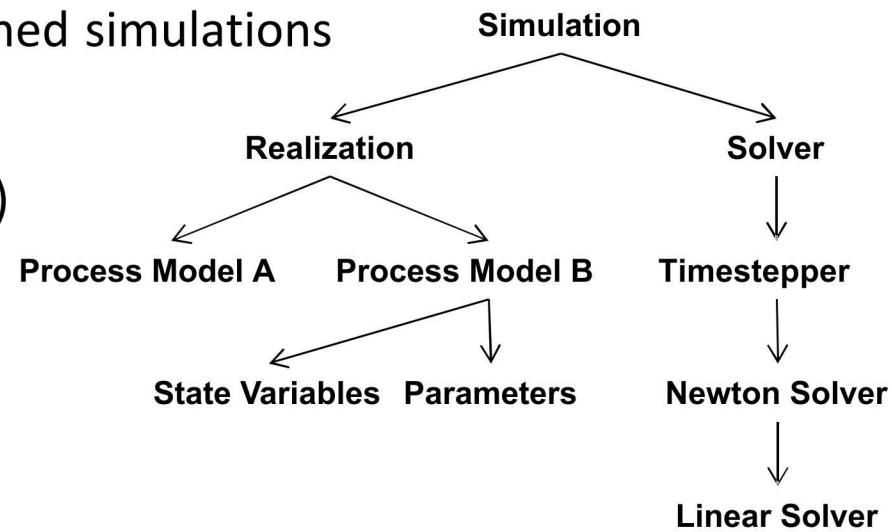 ned simulations
)
Simulation
Realization Solver
Process Model A Process Model B Timestepper
State Variables Parameters Newton Solver
Linear Solver